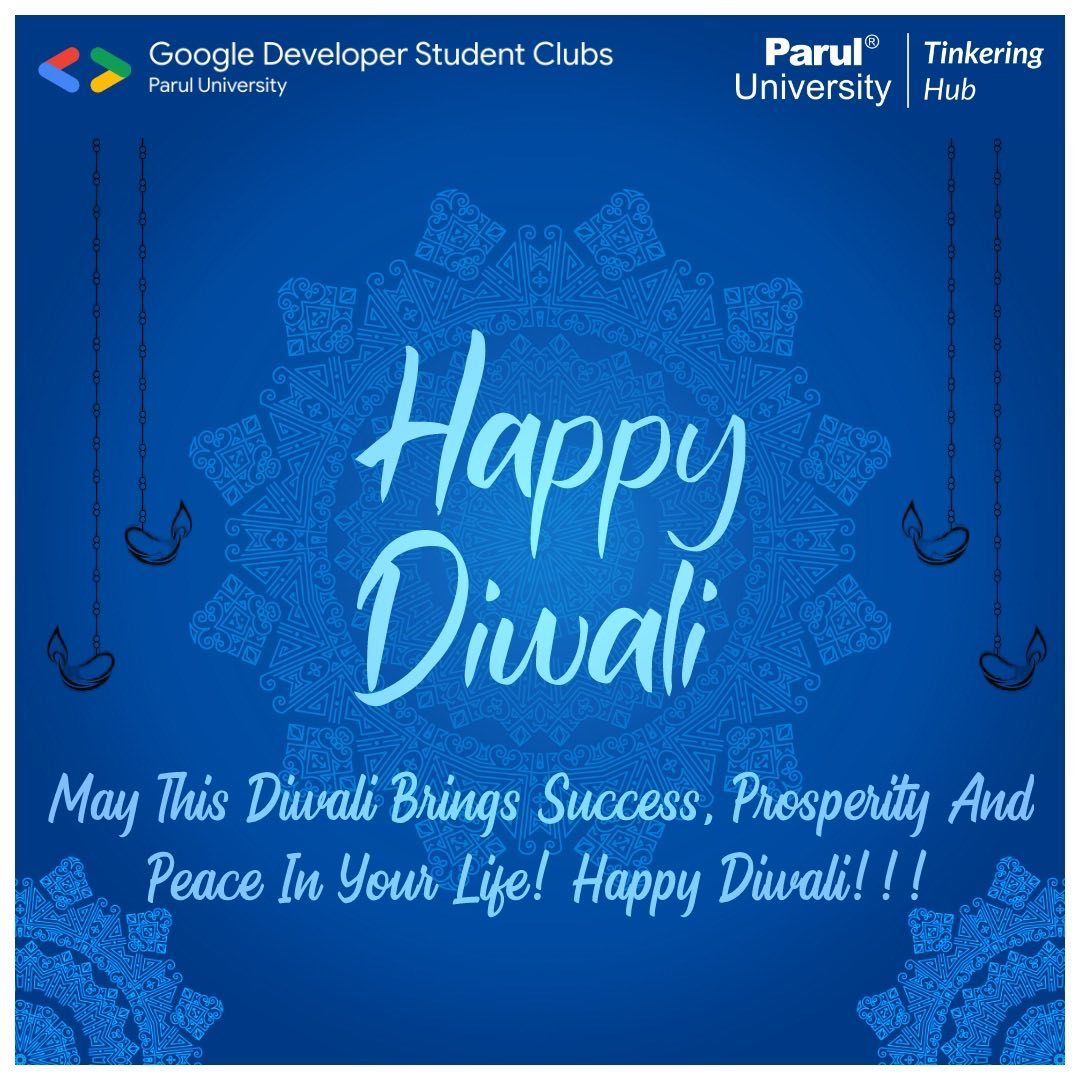 Google Developer Student Clubs
Parul University
Parul®
University
Tinkering
Hub
Happy
Diwali
May This Diwali Brings Success, Prosperity And
Peace In Your Life! Happy Diwali!!!